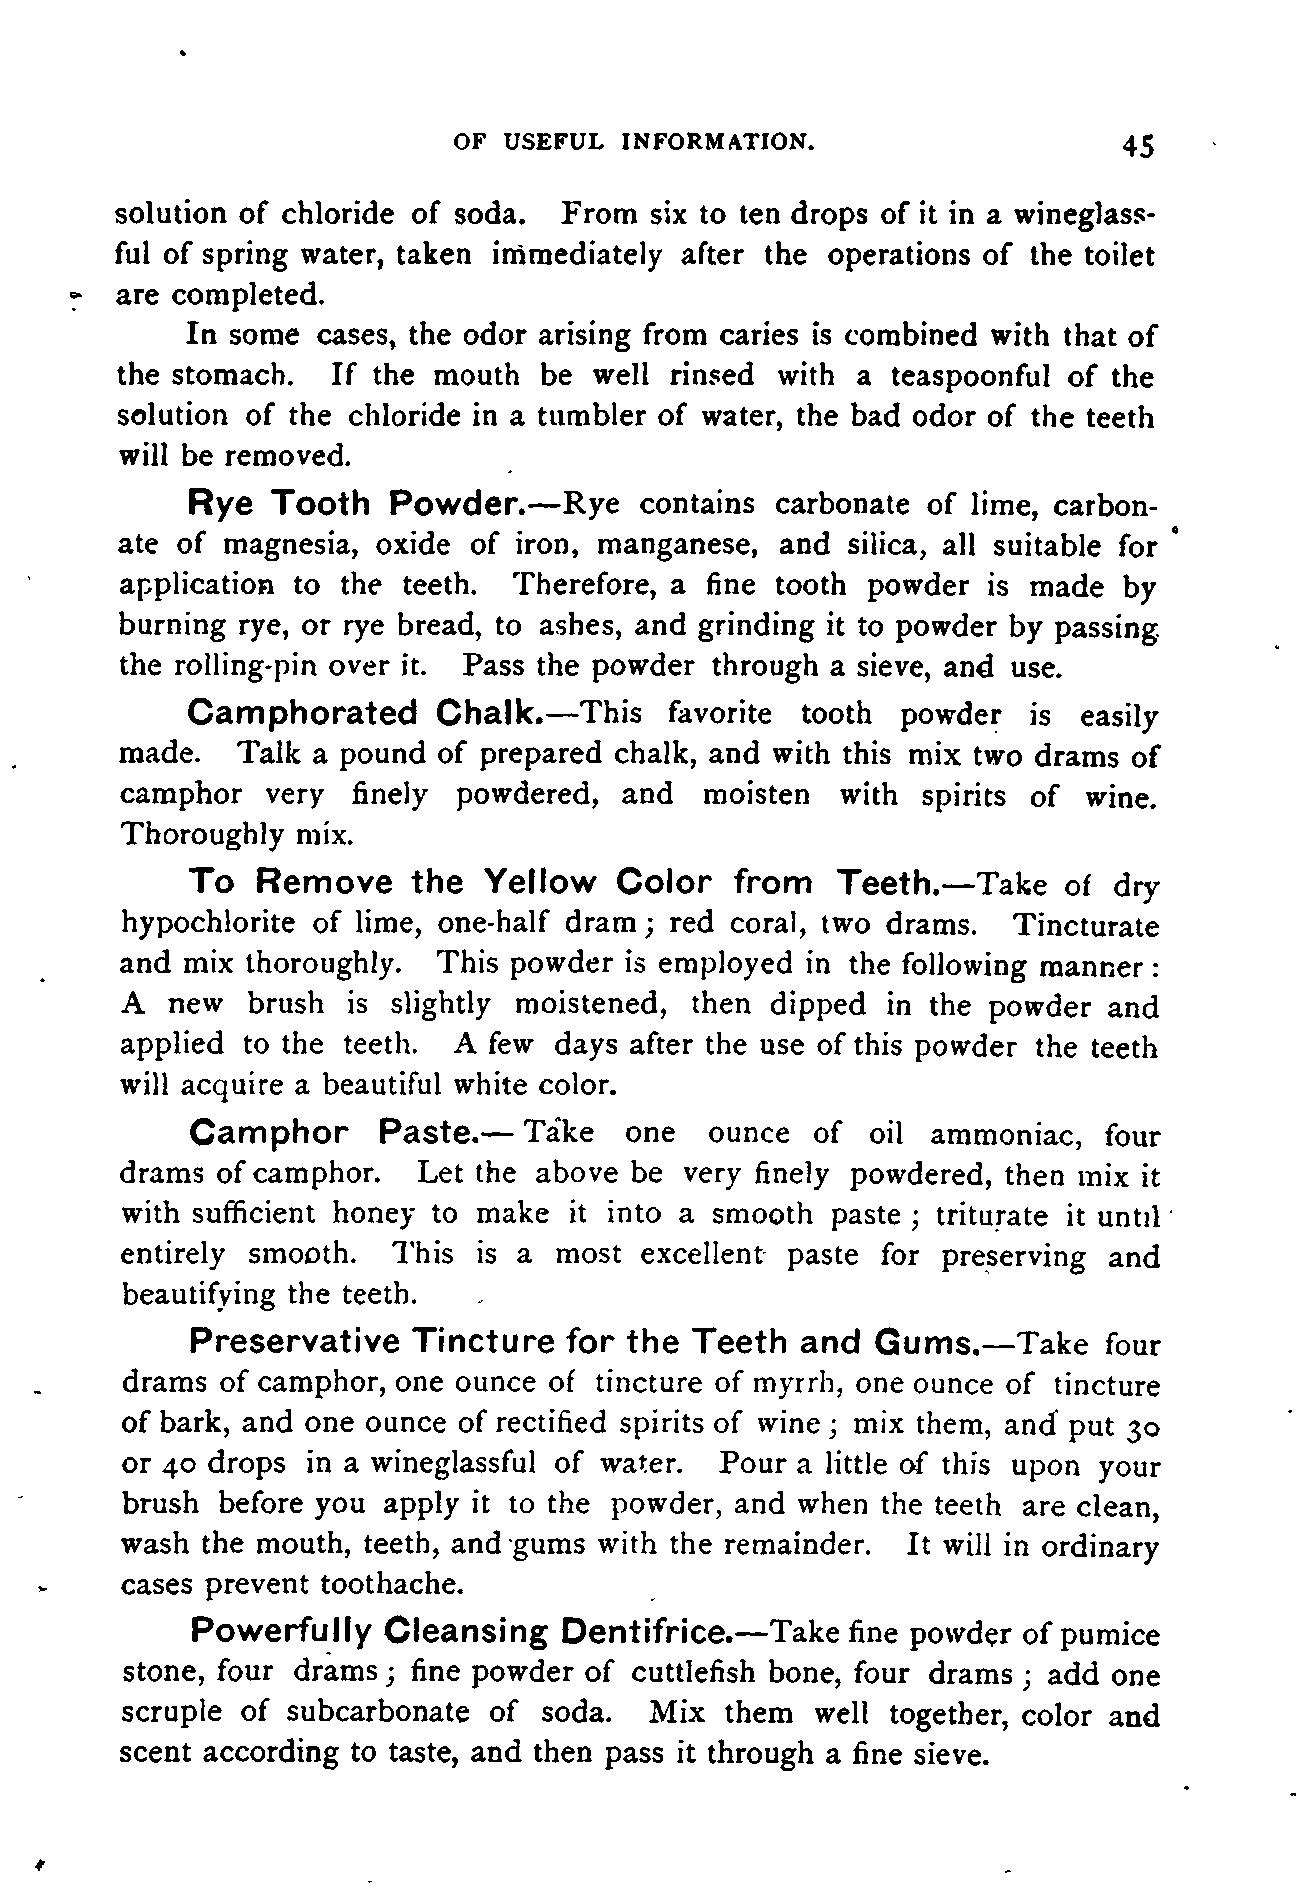 OF USEFUL INFORMATION. 45
solution of chloride of soda. From six to ten drops of it in a wineglass-
ful of spring water, taken immediately after the operations of the toilet
are completed.
In some cases, the odor arising from caries is combined with that of
the stomach. If the mouth be well rinsed with a teaspoonful of the
solution of the chloride in a tumbler of water, the bad odor of the teeth
will be removed.
Rye Tooth Powder.—Rye contains carbonate of lime, carbon-
ate of magnesia, oxide of iron, manganese, and silica, all suitable for
application to the teeth. Therefore, a fine tooth powder is made by
burning rye, or rye bread, to ashes, and grinding it to powder by passing
the rolling-pin over it. Pass the powder through a sieve, and use.
Camphorated Chalk.—This favorite tooth powder is easily
made. Talk a pound of prepared chalk, and with this mix two drams of
camphor very finely powdered, and moisten with spirits of wine.
Thoroughly mix.
To Remove the Yellow Color from Teeth.—Take of dry
hypochlorite of lime, one-half dram; red coral, two drams. Tincturate
and mix thoroughly. This powder is employed in the following manner:
A new brush is slightly moistened, then dipped in the powder and
applied to the teeth. A few days after the use of this powder the teeth
will acquire a beautiful white color.
Camphor Paste.—Take one ounce of oil ammoniac, four
drams of camphor. Let the above be very finely powdered, then mix it
with sufficient honey to make it into a smooth paste; triturate it until
entirely smooth. This is a most excellent paste for preserving and
beautifying the teeth.
Preservative Tincture for the Teeth and Gums.—Take four
drams of camphor, one ounce of tincture of myrrh, one ounce of tincture
of bark, and one ounce of rectified spirits of wine; mix them, and put 30
or 40 drops in a wineglassful of water. Pour a little of this upon your
brush before you apply it to the powder, and when the teeth are clean,
wash the mouth, teeth, and gums with the remainder. It will in ordinary
cases prevent toothache.
Powerfully Cleansing Dentifrice.—Take fine powder of pumice
stone, four drams; fine powder of cuttlefish bone, four drams; add one
scruple of subcarbonate of soda. Mix them well together, color and
scent according to taste, and then pass it through a fine sieve.